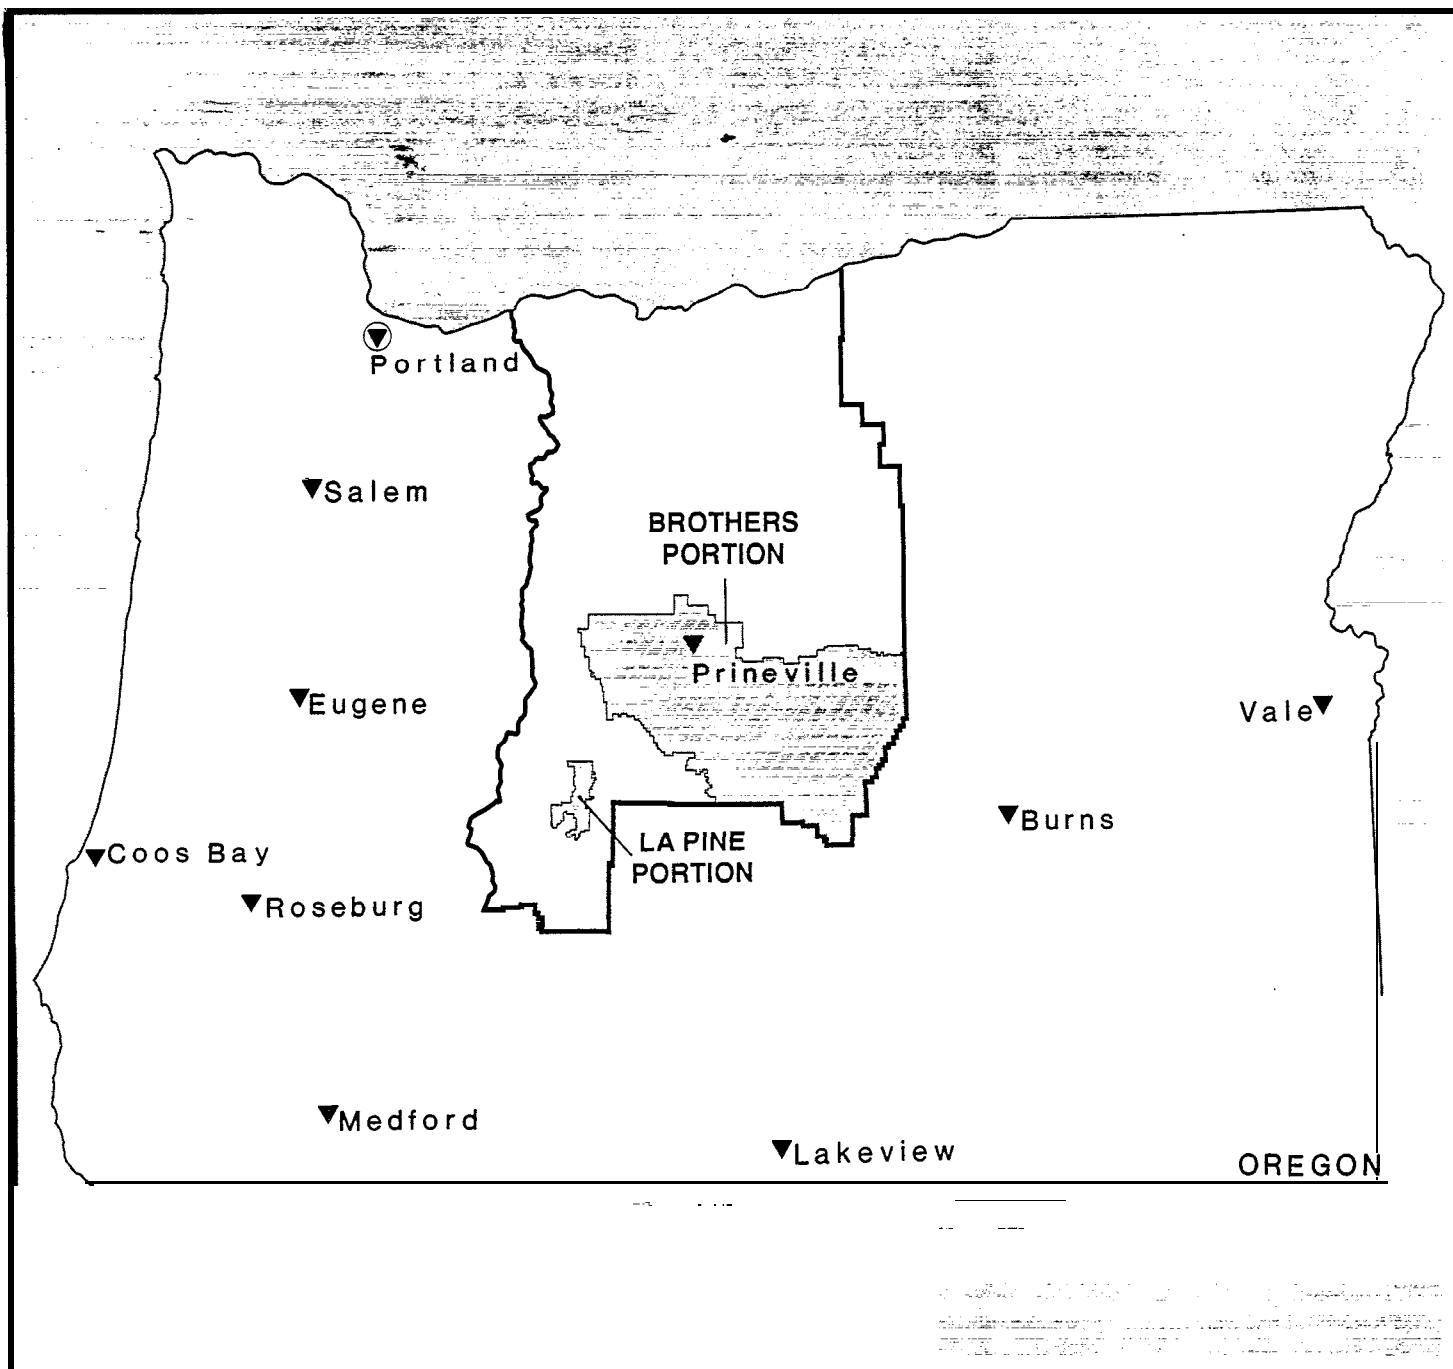 Portland
Salem
BROTHERS
PORTION
Prineville
Eugene
Vale
Burns
LA PINE
PORTION
Coos Bay
Roseburg
Medford
Lakeview
OREGON